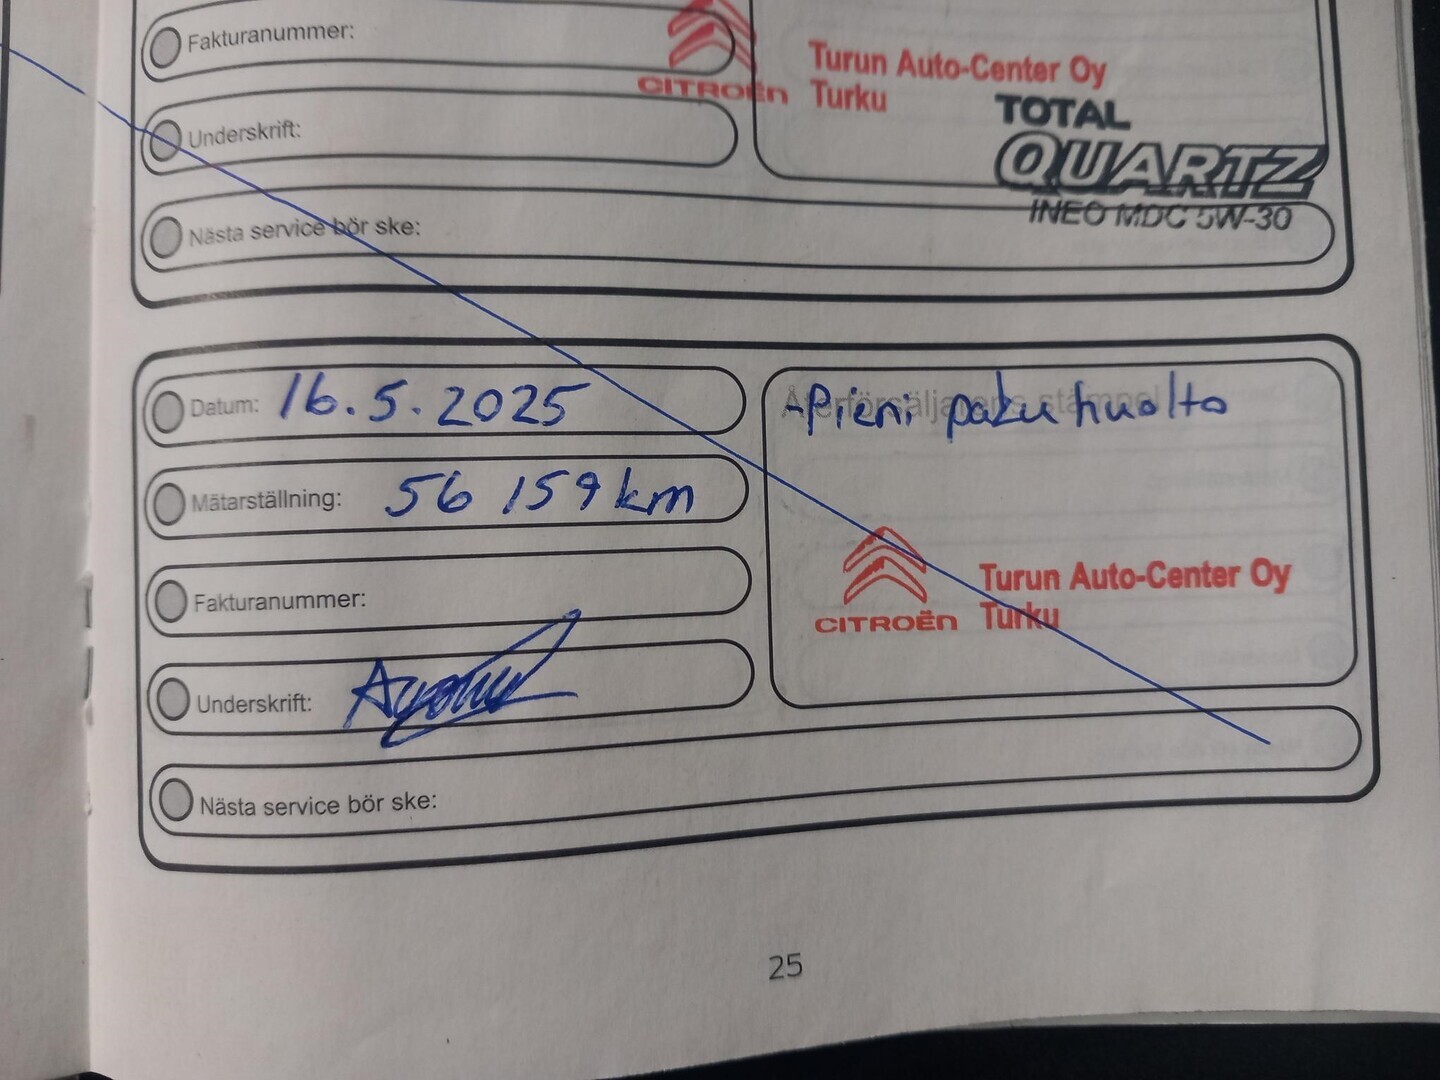 Fakturanummer:
CITROËN
Turun Auto-Center Oy
Turku
TOTAL
QUARTZ
INEO MDC 5W-30
Underskrift:
Nästa service bör ske:
Datum: 16.5.2025
Återförsäljarens stämpel
-Pieni paku huolto
Mätarställning: 56 159 km
Fakturanummer:
CITROËN
Turun Auto-Center Oy
Turku
Underskrift:
Nästa service bör ske:
25